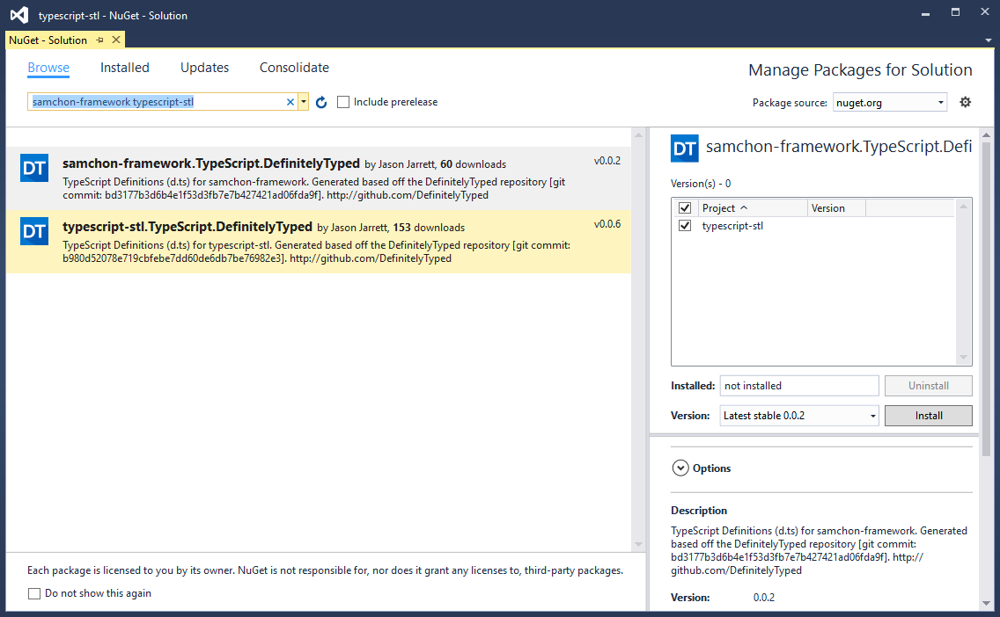 typescript-stl - NuGet - Solution
NuGet - Solution
Browse Installed Updates Consolidate
Manage Packages for Solution
samchon-framework typescript-stl
Include prerelease
Package source: nuget.org
DT
samchon-framework.TypeScript.DefinitelyTyped by Jason Jarrett, 60 downloads
v0.0.2
TypeScript Definitions (d.ts) for samchon-framework. Generated based off the DefinitelyTyped repository [git
commit: bd3177b3d6b4e1f53d3fb7e7b427421ad06fda9f]. http://github.com/DefinitelyTyped
DT
typescript-stl.TypeScript.DefinitelyTyped by Jason Jarrett, 153 downloads
v0.0.6
TypeScript Definitions (d.ts) for typescript-stl. Generated based off the DefinitelyTyped repository [git commit:
b980d52078e719cbfebe7dd60de6db7be76982e3]. http://github.com/DefinitelyTyped
Each package is licensed to you by its owner. NuGet is not responsible for, nor does it grant any licenses to, third-party packages.
Do not show this again
DT
samchon-framework.TypeScript.Defi
Version(s) - 0
Project Version
typescript-stl
Installed: not installed Uninstall
Version: Latest stable 0.0.2 Install
Options
Description
TypeScript Definitions (d.ts) for samchon-framework. Generated
based off the DefinitelyTyped repository [git commit:
bd3177b3d6b4e1f53d3fb7e7b427421ad06fda9f]. http://
github.com/DefinitelyTyped
Version: 0.0.2